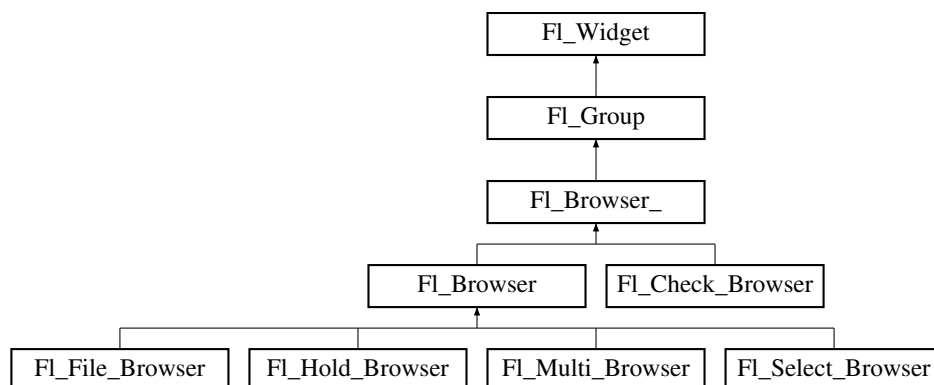 Fl_Widget
Fl_Group
Fl_Browser_
Fl_Browser
Fl_Check_Browser
Fl_File_Browser
Fl_Hold_Browser
Fl_Multi_Browser
Fl_Select_Browser